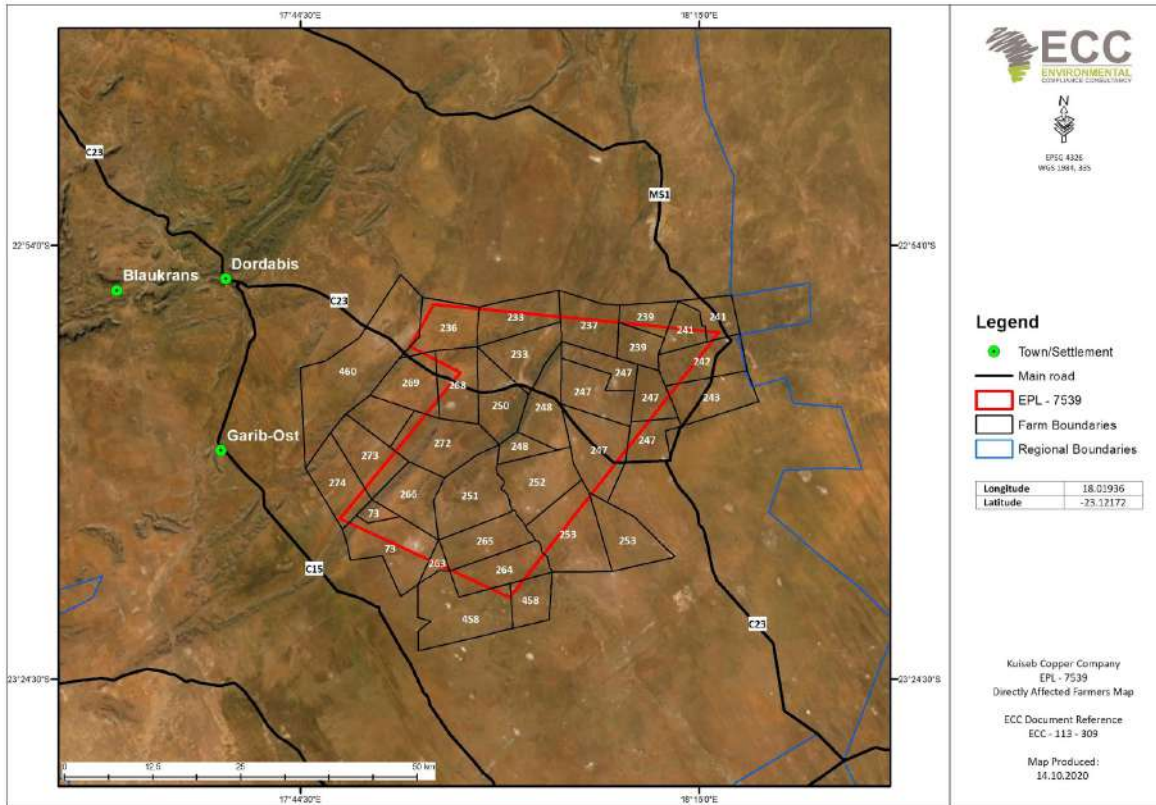 17°44'30"E
18°15'0"E
ECC
ENVIRONMENTAL
COMPLIANCE CONSULTANCY
N
EPSG 4326
WGS 1984, 33S
C23
MS1
22°54'0"S
22°54'0"S
Blaukrans
Dordabis
C23
236
233
237
239
241
241
239
233
242
460
269
268
247
247
247
243
250
248
272
248
247
247
273
274
266
251
252
73
73
265
253
253
263
264
458
458
Garib-Ost
C15
C23
Legend
Town/Settlement
Main road
EPL - 7539
Farm Boundaries
Regional Boundaries
Longitude 18.01936
Latitude -23.12172
23°24'30"S
23°24'30"S
Kuiseb Copper Company
EPL - 7539
Directly Affected Farmers Map
ECC Document Reference
ECC - 113 - 309
Map Produced:
14.10.2020
0 12,5 25 50 km
17°44'30"E
18°15'0"E